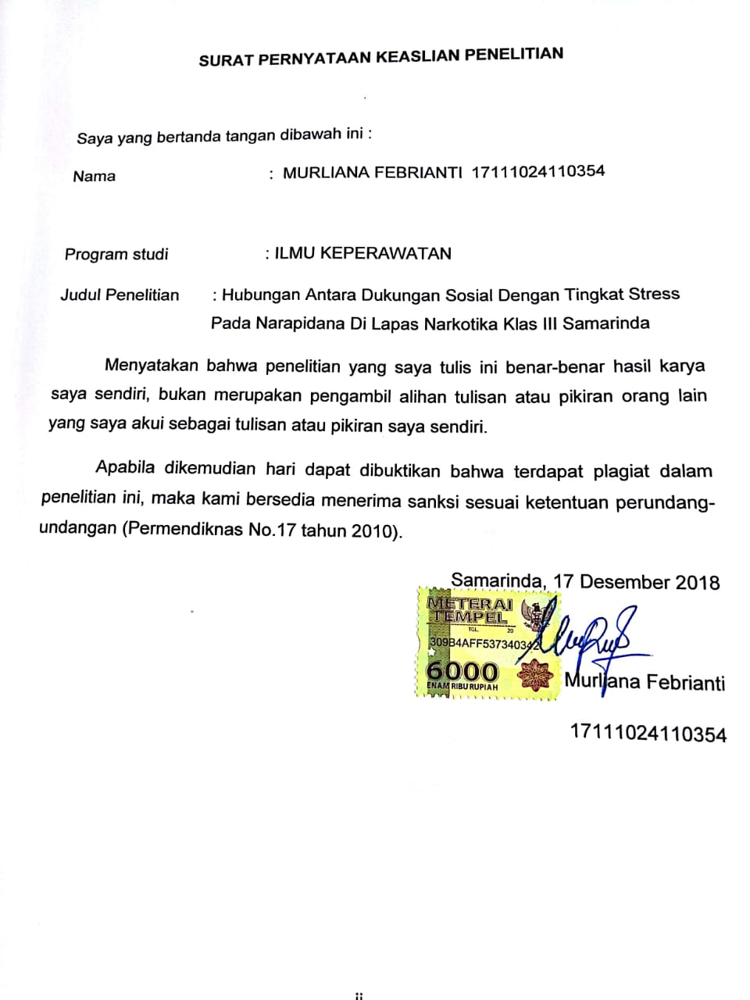 SURAT PERNYATAAN KEASLIAN PENELITIAN
Saya yang bertanda tangan dibawah ini :
Nama : MURLIANA FEBRIANTI 17111024110354
Program studi : ILMU KEPERAWATAN
Judul Penelitian : Hubungan Antara Dukungan Sosial Dengan Tingkat Stress
Pada Narapidana Di Lapas Narkotika Klas III Samarinda
Menyatakan bahwa penelitian yang saya tulis ini benar-benar hasil karya
saya sendiri, bukan merupakan pengambil alihan tulisan atau pikiran orang lain
yang saya akui sebagai tulisan atau pikiran saya sendiri.
Apabila dikemudian hari dapat dibuktikan bahwa terdapat plagiat dalam
penelitian ini, maka kami bersedia menerima sanksi sesuai ketentuan perundang-
undangan (Permendiknas No.17 tahun 2010).
Samarinda, 17 Desember 2018
METERAI
TEMPEL
TGL. 20
309B4AFF537340342
6000
ENAM RIBU RUPIAH
Murliana Febrianti
17111024110354
ii